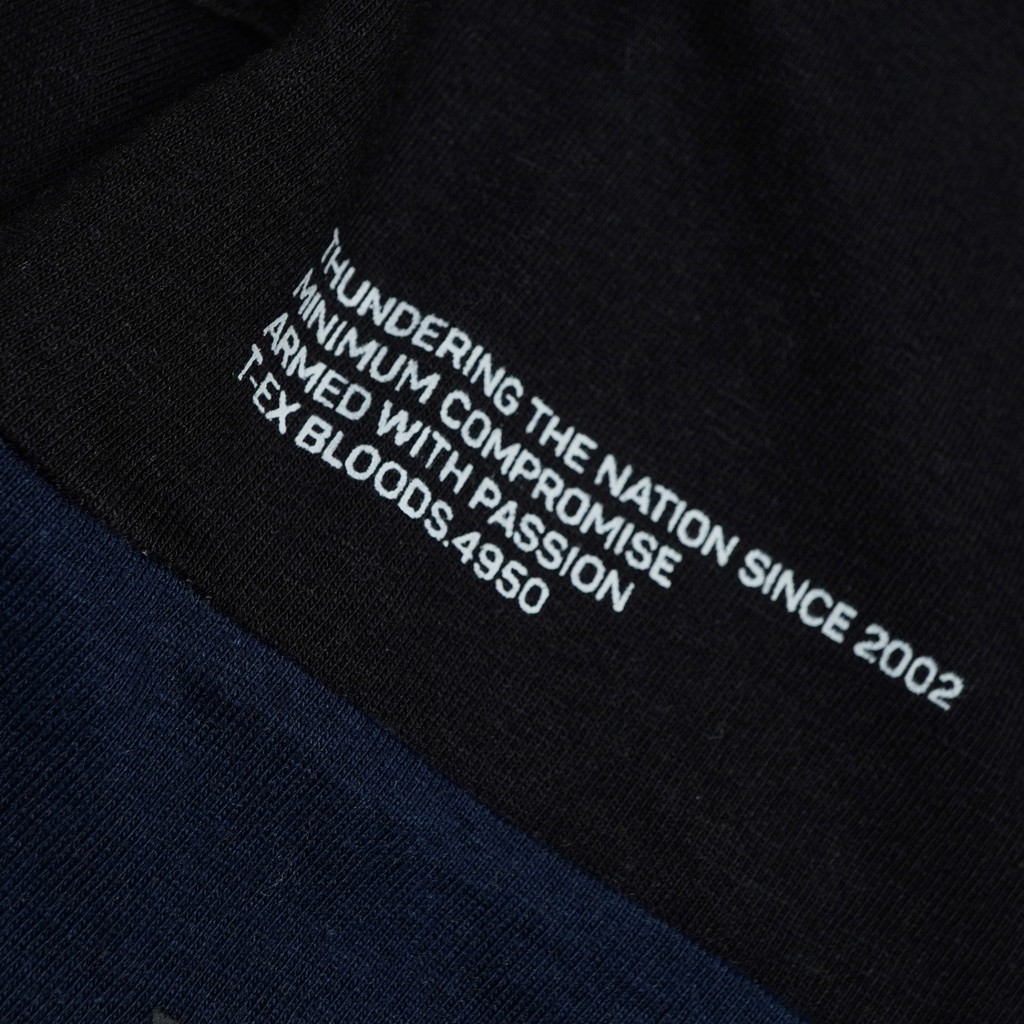 THUNDERING THE NATION SINCE 2002
MINIMUM COMPROMISE
ARMED WITH PASSION
T-EX BLOODS.4950